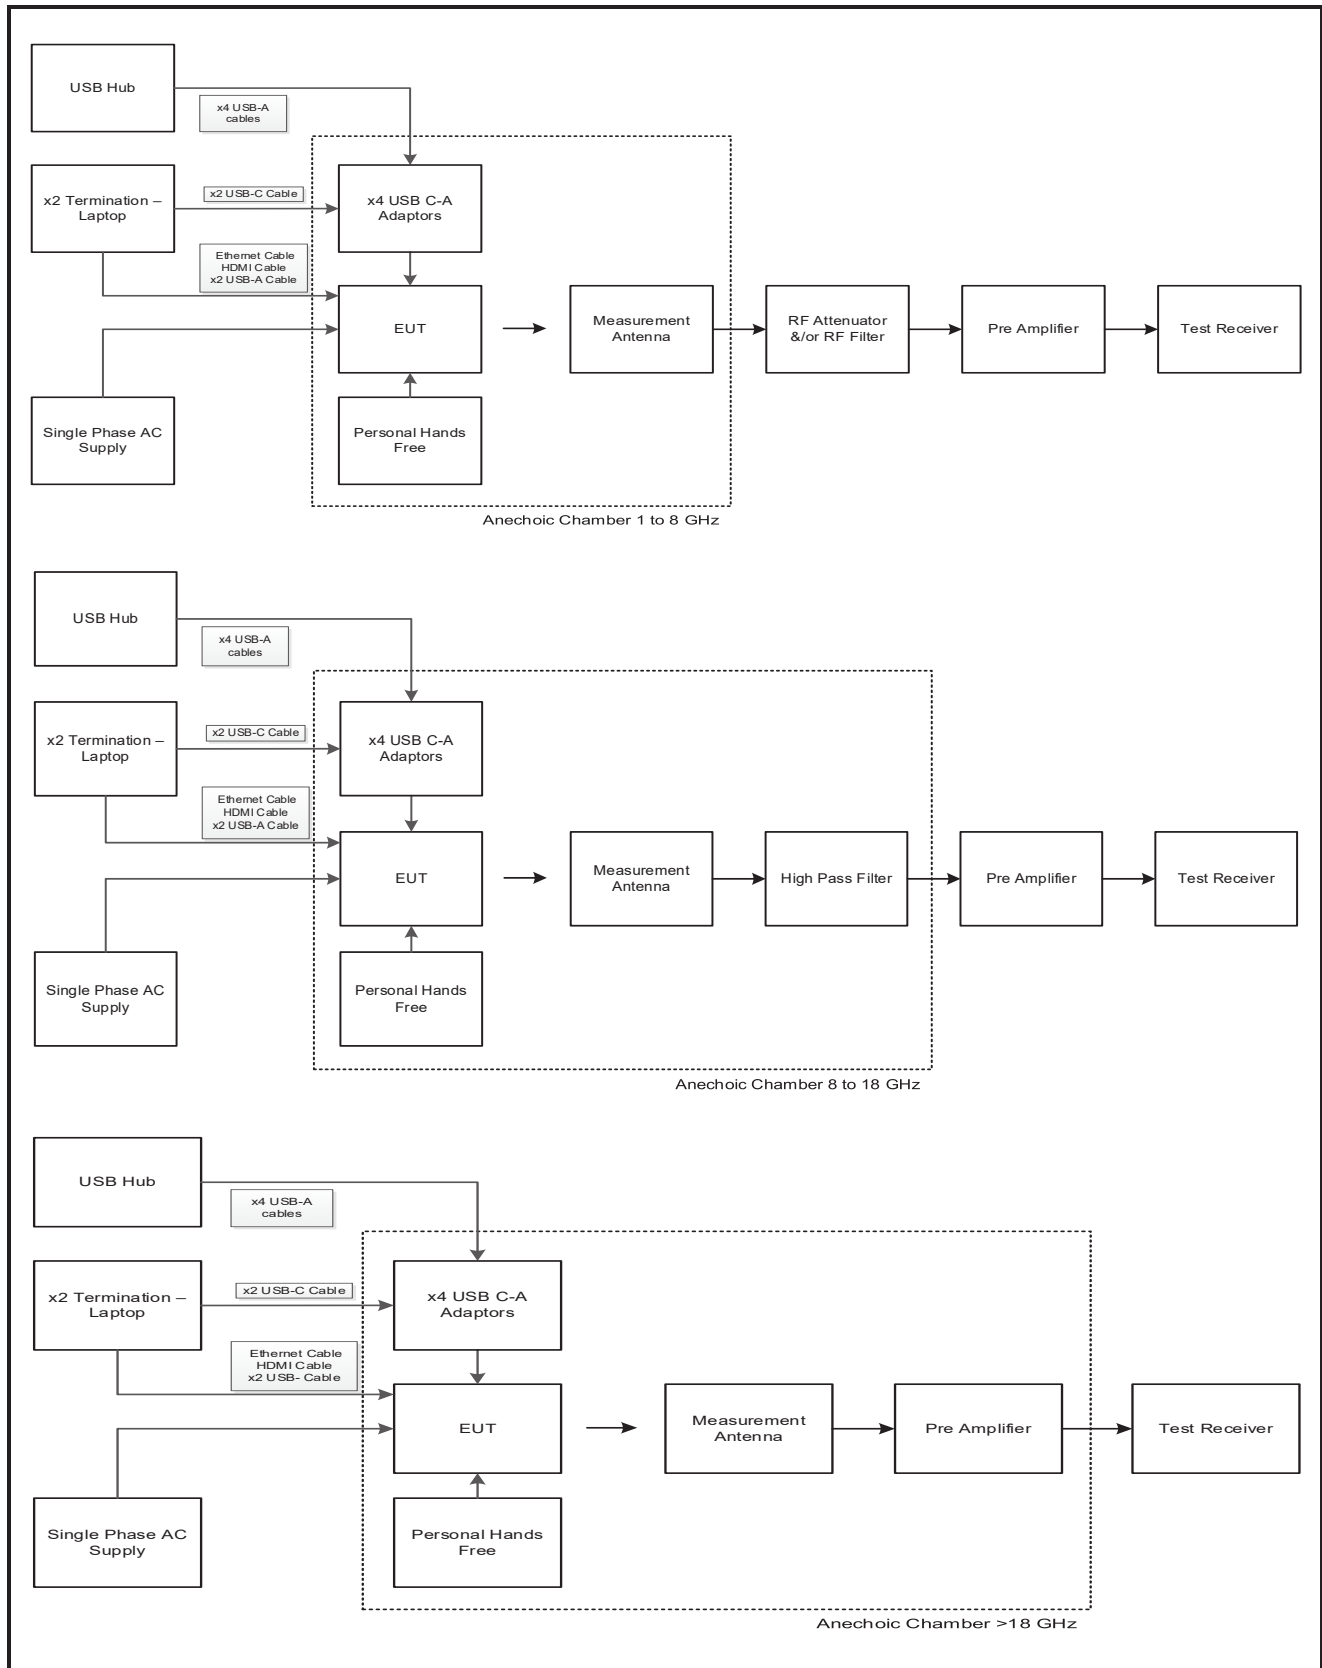 USB Hub
x4 USB-A
cables
x2 Termination –
Laptop
x2 USB-C Cable
x4 USB C-A
Adaptors
Ethernet Cable
HDMI Cable
x2 USB-A Cable
EUT
Measurement
Antenna
RF Attenuator
&/or RF Filter
Pre Amplifier
Test Receiver
Single Phase AC
Supply
Personal Hands
Free
Anechoic Chamber 1 to 8 GHz
USB Hub
x4 USB-A
cables
x2 Termination –
Laptop
x2 USB-C Cable
x4 USB C-A
Adaptors
Ethernet Cable
HDMI Cable
x2 USB-A Cable
EUT
Measurement
Antenna
High Pass Filter
Pre Amplifier
Test Receiver
Single Phase AC
Supply
Personal Hands
Free
Anechoic Chamber 8 to 18 GHz
USB Hub
x4 USB-A
cables
x2 Termination –
Laptop
x2 USB-C Cable
x4 USB C-A
Adaptors
Ethernet Cable
HDMI Cable
x2 USB- Cable
EUT
Measurement
Antenna
Pre Amplifier
Test Receiver
Single Phase AC
Supply
Personal Hands
Free
Anechoic Chamber >18 GHz